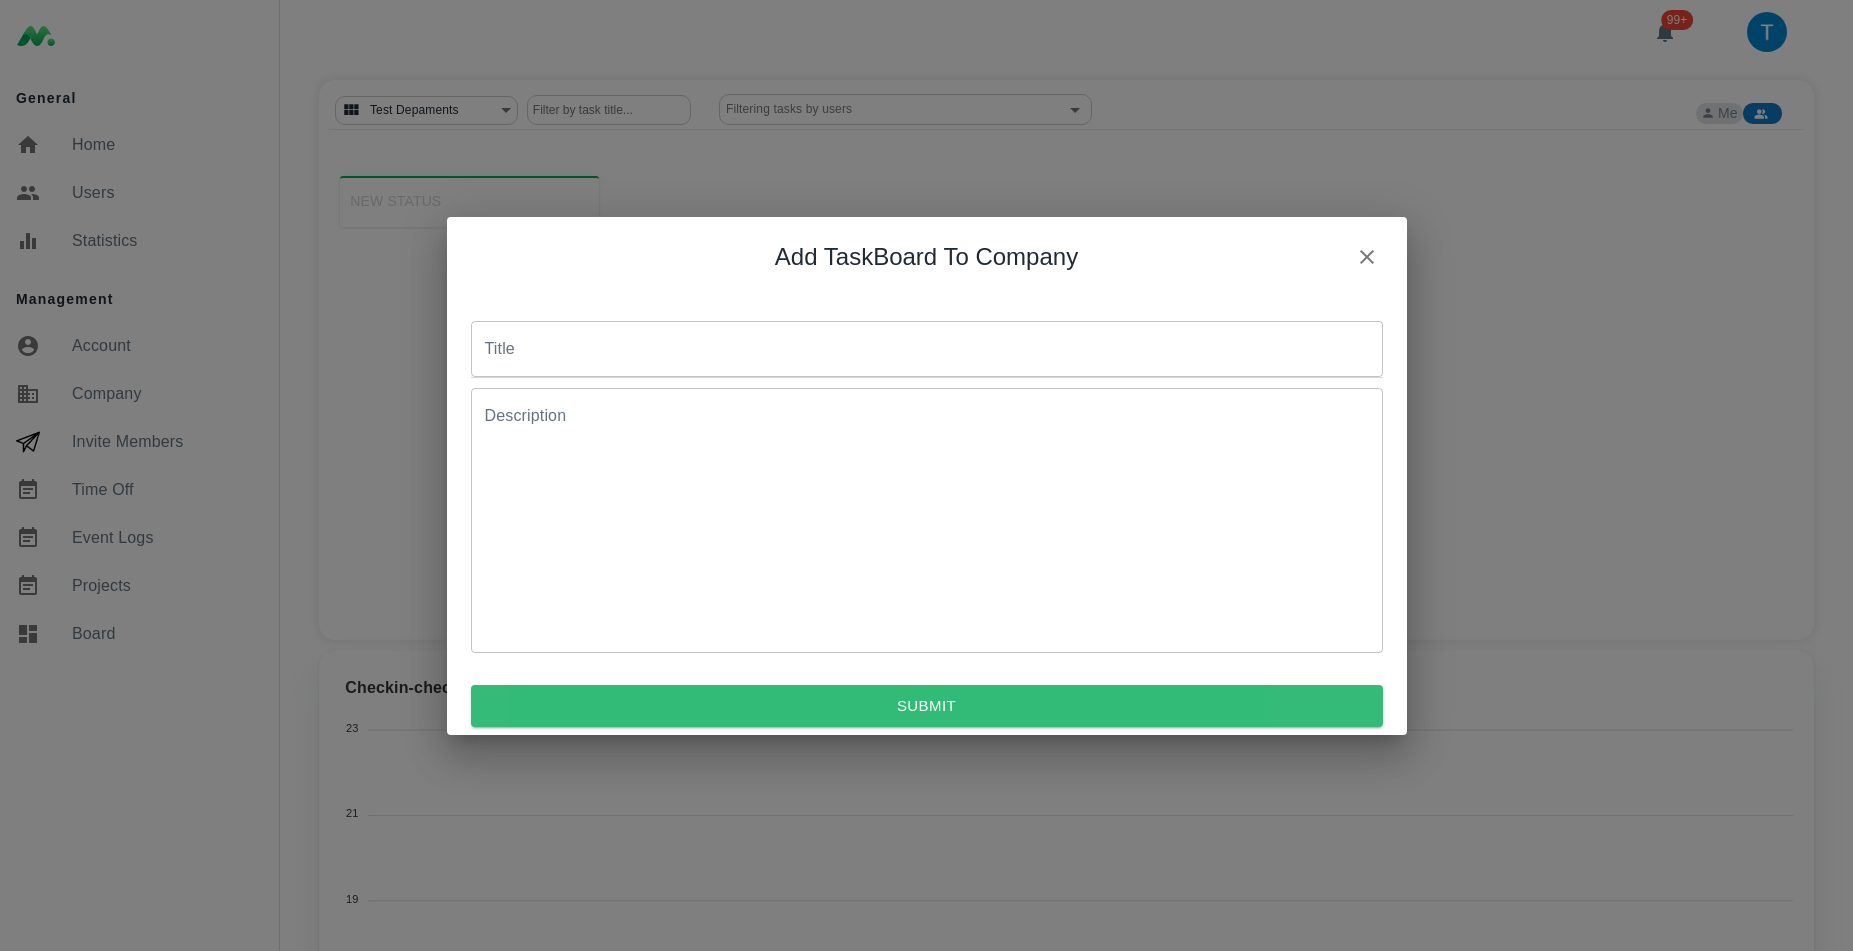 99+
T
General
Home
Users
Statistics
Management
Account
Company
Invite Members
Time Off
Event Logs
Projects
Board
Test Depaments
Filter by task title...
Filtering tasks by users
Me
NEW STATUS
Add TaskBoard To Company
Title
Description
SUBMIT
Checkin-chec
23
21
19